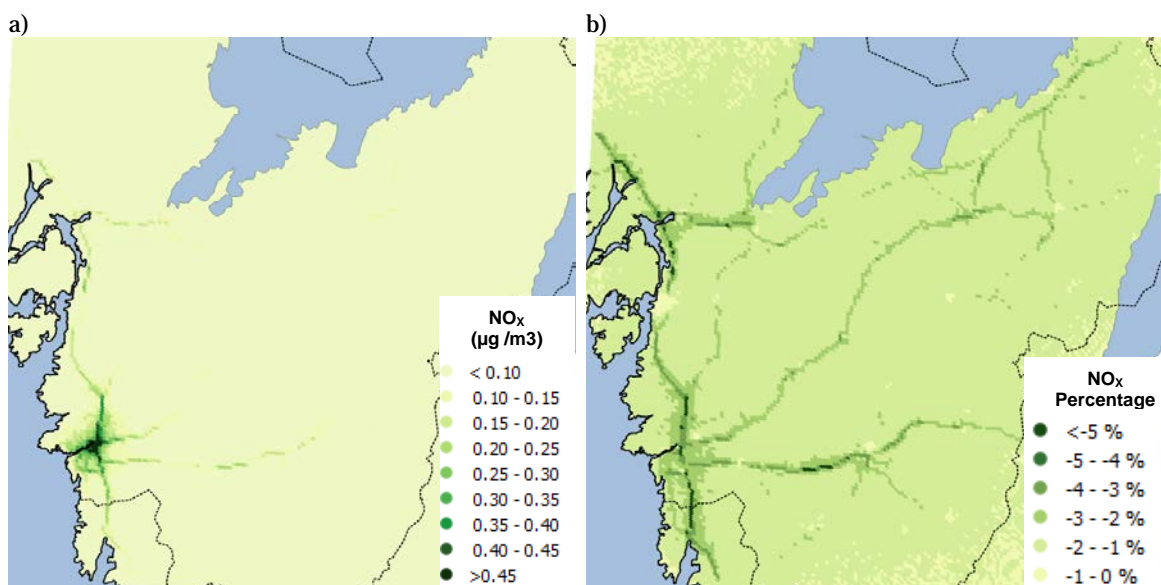 a)
b)
NOX
(µg /m3)
< 0.10
0.10 - 0.15
0.15 - 0.20
0.20 - 0.25
0.25 - 0.30
0.30 - 0.35
0.35 - 0.40
0.40 - 0.45
>0.45
NOX
Percentage
<-5 %
-5 - -4 %
-4 - -3 %
-3 - -2 %
-2 - -1 %
-1 - 0 %